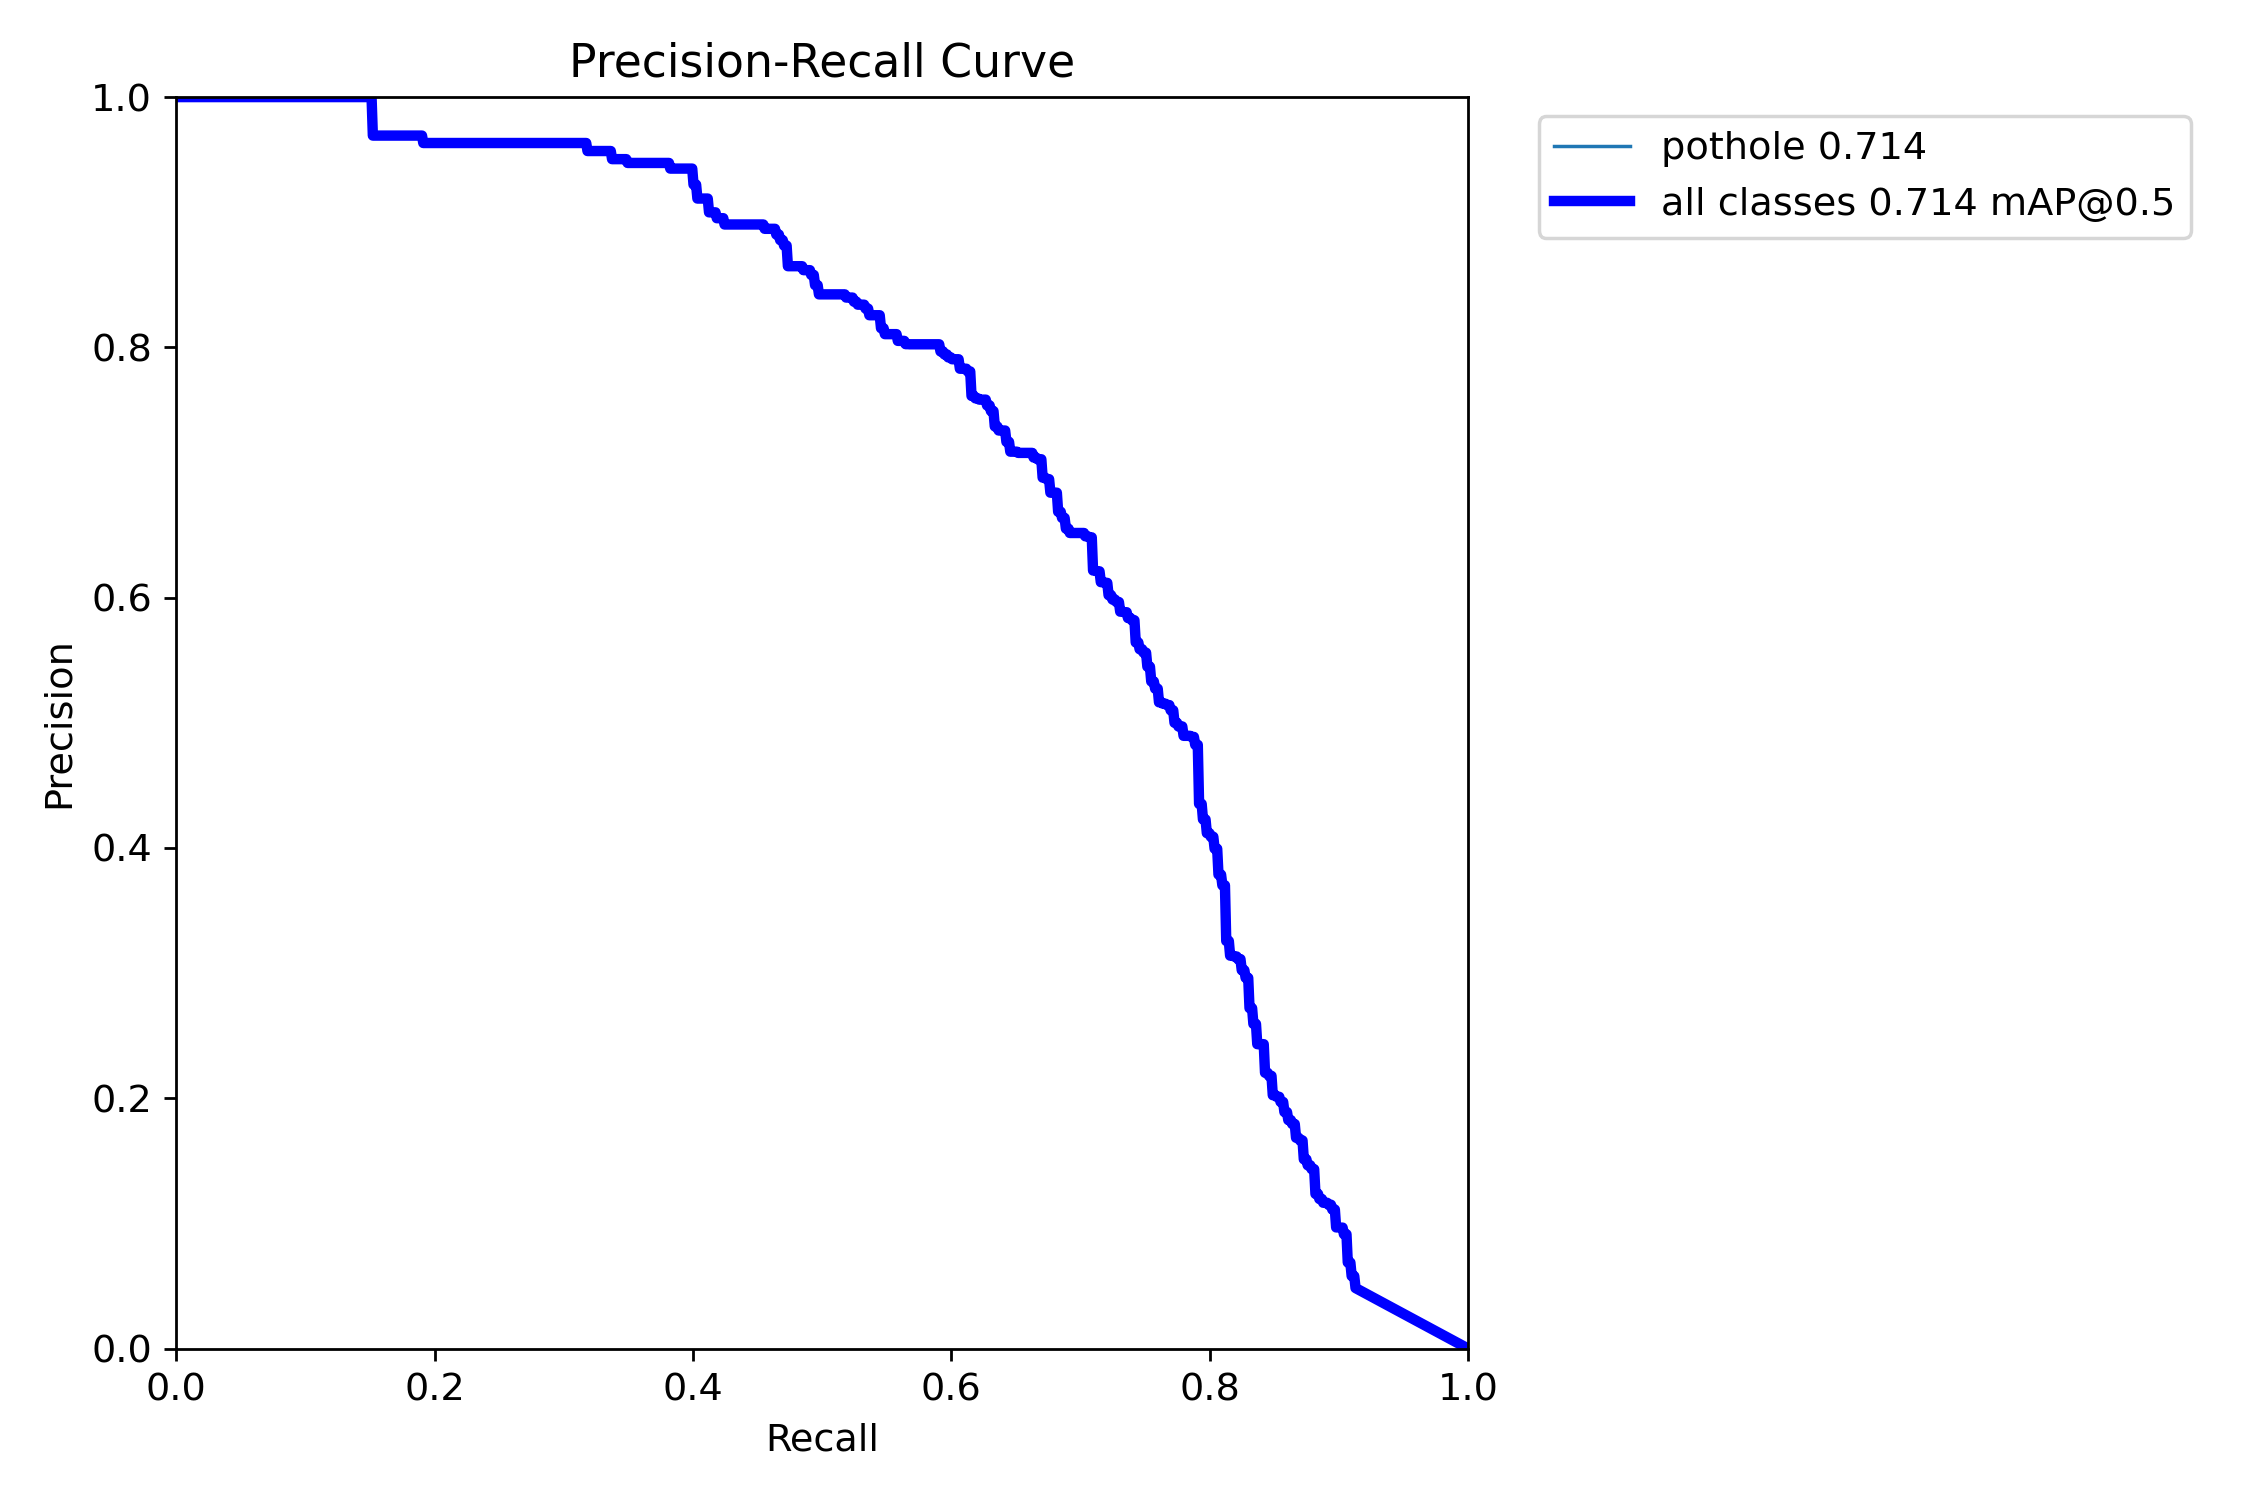 Precision-Recall Curve
1.0
0.8
0.6
0.4
0.2
0.0
Precision
0.0 0.2 0.4 0.6 0.8 1.0
Recall
pothole 0.714
all classes 0.714 mAP@0.5